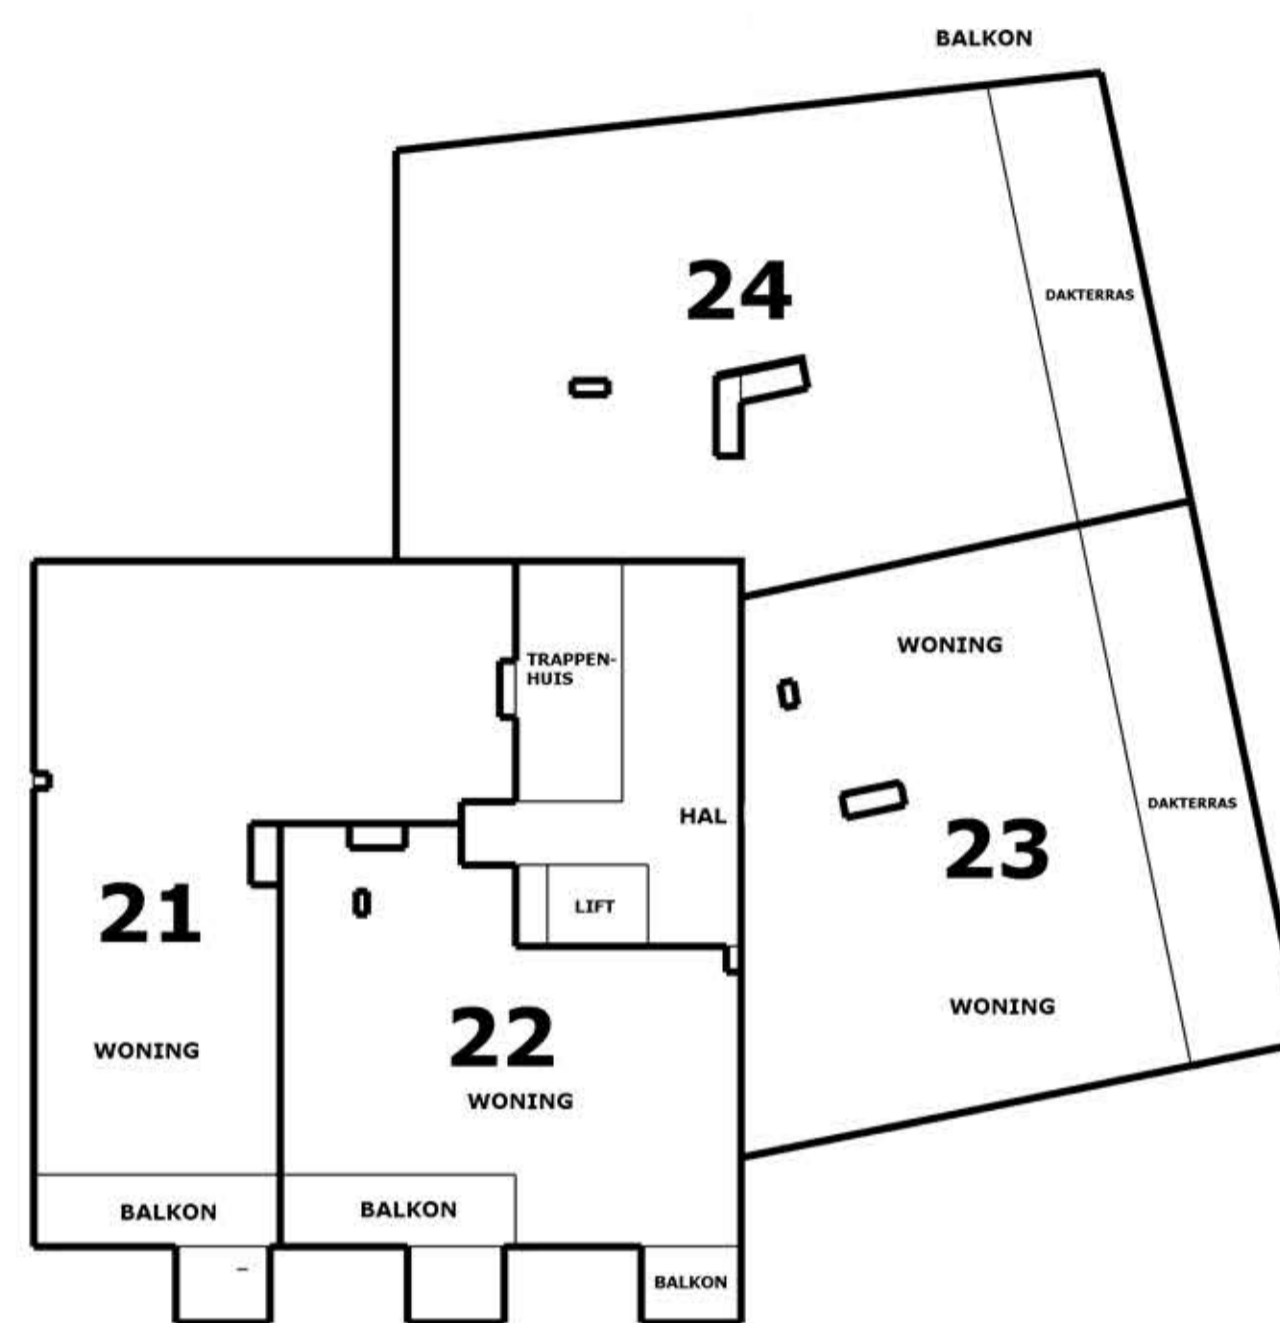 BALKON
24
DAKTERRAS
WONING
TRAPPEN-
HUIS
HAL
DAKTERRAS
23
21
LIFT
WONING
22
WONING
WONING
BALKON
BALKON
BALKON